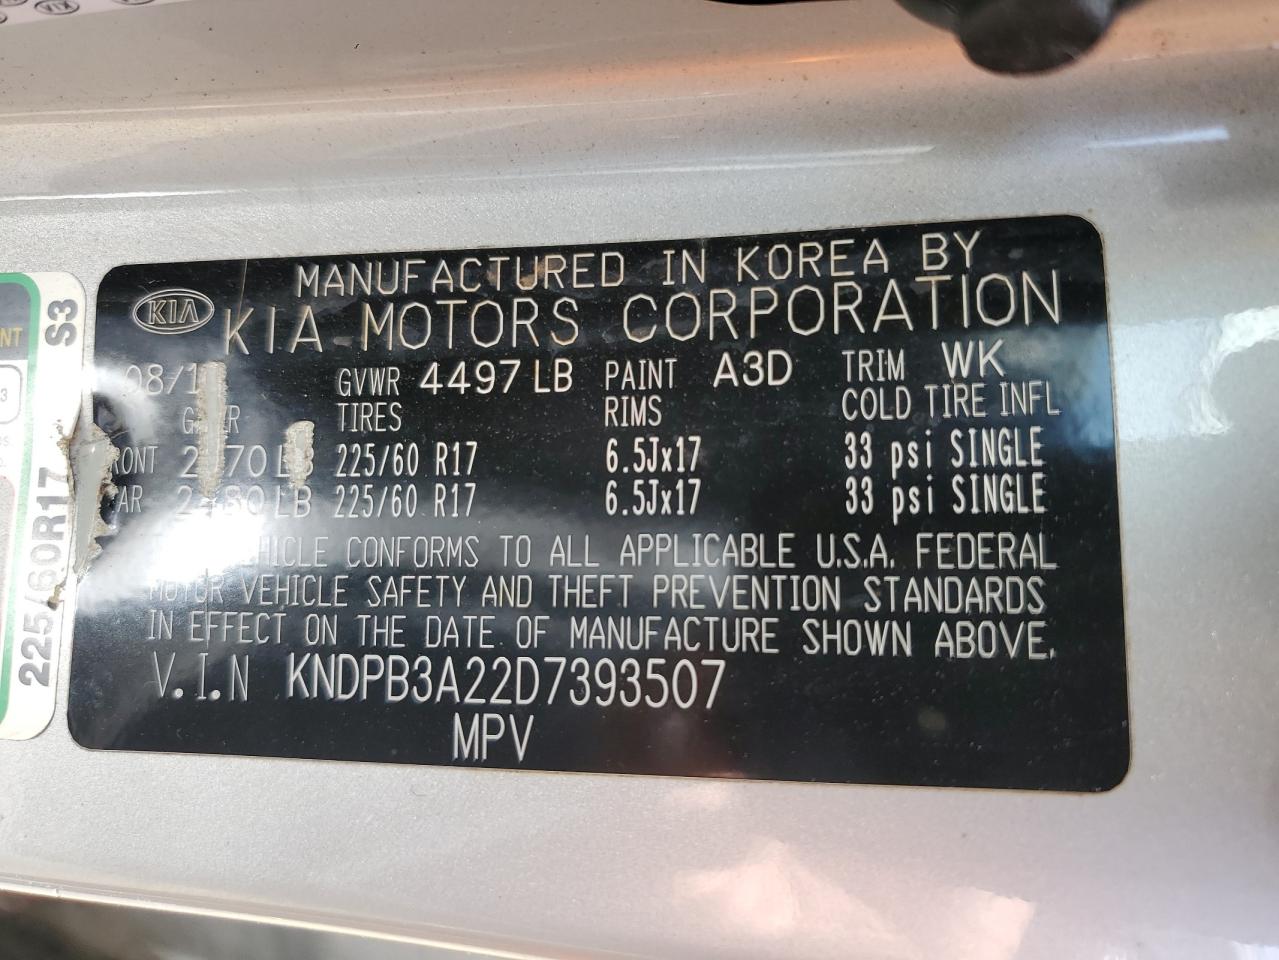 MANUFACTURED IN KOREA BY
KIA
KIA MOTORS CORPORATION
GVWR 4497 LB PAINT A3D TRIM WK
TIRES RIMS COLD TIRE INFL
225/60 R17 6.5Jx17 33 psi SINGLE
LB 225/60 R17 6.5Jx17 33 psi SINGLE
CONFORMS TO ALL APPLICABLE U.S.A. FEDERAL
MOTOR VEHICLE SAFETY AND THEFT PREVENTION STANDARDS
IN EFFECT ON THE DATE OF MANUFACTURE SHOWN ABOVE.
V.I.N KNDPB3A22D7393507
MPV
225/60R17 S3